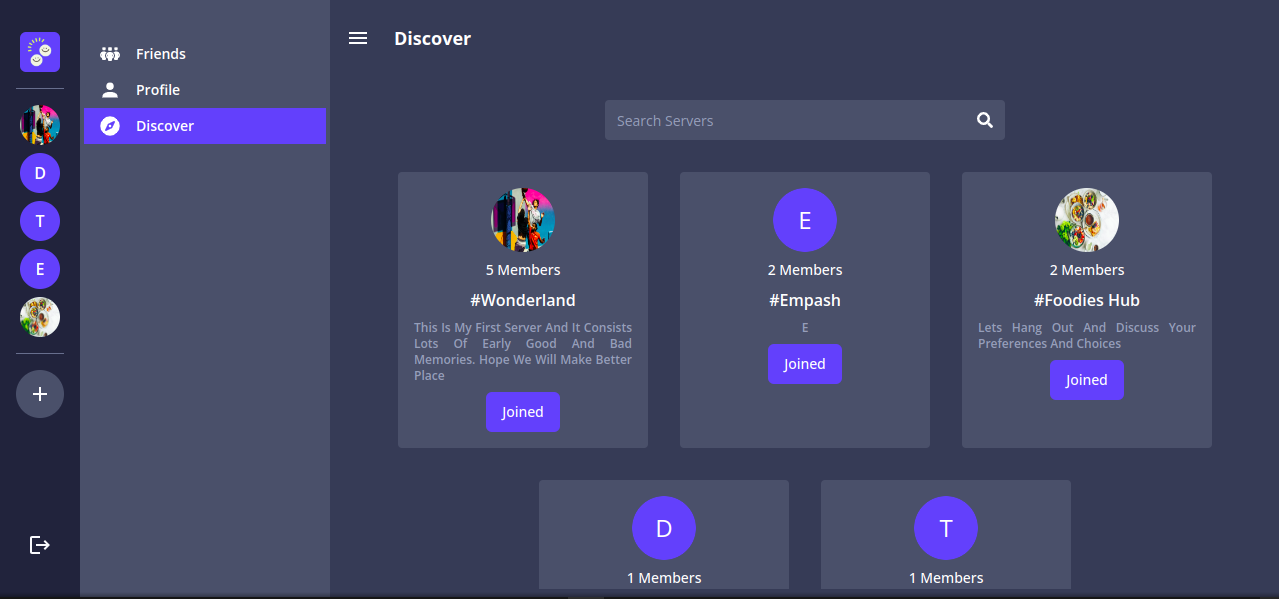 Friends
Profile
Discover
D
T
E
Discover
Search Servers
5 Members
#Wonderland
This Is My First Server And It Consists
Lots Of Early Good And Bad
Memories. Hope We Will Make Better
Place
Joined
E
2 Members
#Empash
E
Joined
2 Members
#Foodies Hub
Lets Hang Out And Discuss Your
Preferences And Choices
Joined
D
1 Members
T
1 Members